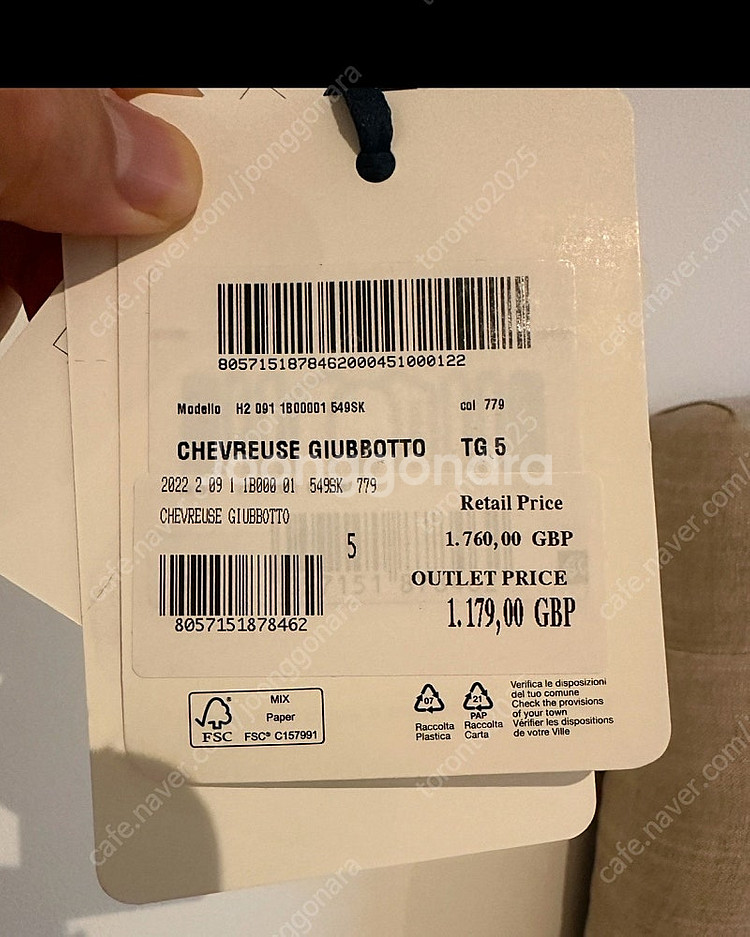 8057151878462000451000122
Modello H2 091 1B00001 549SK col 779
CHEVREUSE GIUBBOTTO TG 5
joonggonara
2022 2 09 1 1B000 01 549SK 779
CHEVREUSE GIUBBOTTO
Retail Price
5
1.760,00 GBP
OUTLET PRICE
1.179,00 GBP
8057151878462
MIX
Paper
FSC
FSC® C157991
07
Raccolta
Plastica
21
PAP
Raccolta
Carta
Verifica le disposizioni
del tuo comune
Check the provisions
of your town
Vérifier les dispositions
de votre Ville
cafe.naver.com/joonggonara
toronto2025